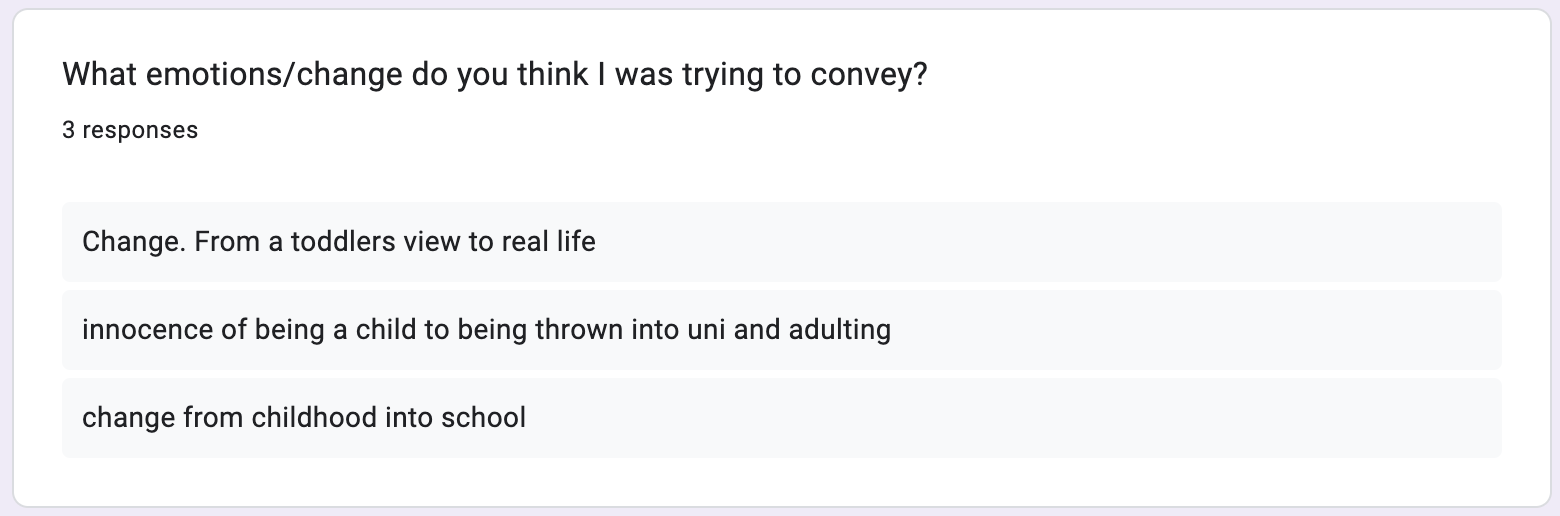 What emotions/change do you think I was trying to convey?
3 responses
Change. From a toddlers view to real life
innocence of being a child to being thrown into uni and adulting
change from childhood into school